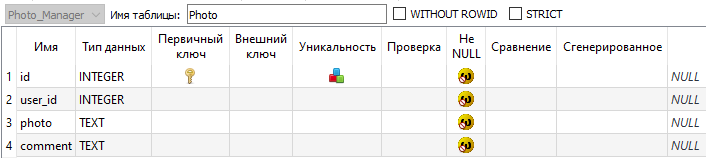 Photo_Manager Имя таблицы: Photo WITHOUT ROWID STRICT
Имя Тип данных Первичный ключ Внешний ключ Уникальность Проверка Не NULL Сравнение Сгенерированное
1 id INTEGER NULL
2 user_id INTEGER NULL
3 photo TEXT NULL
4 comment TEXT NULL